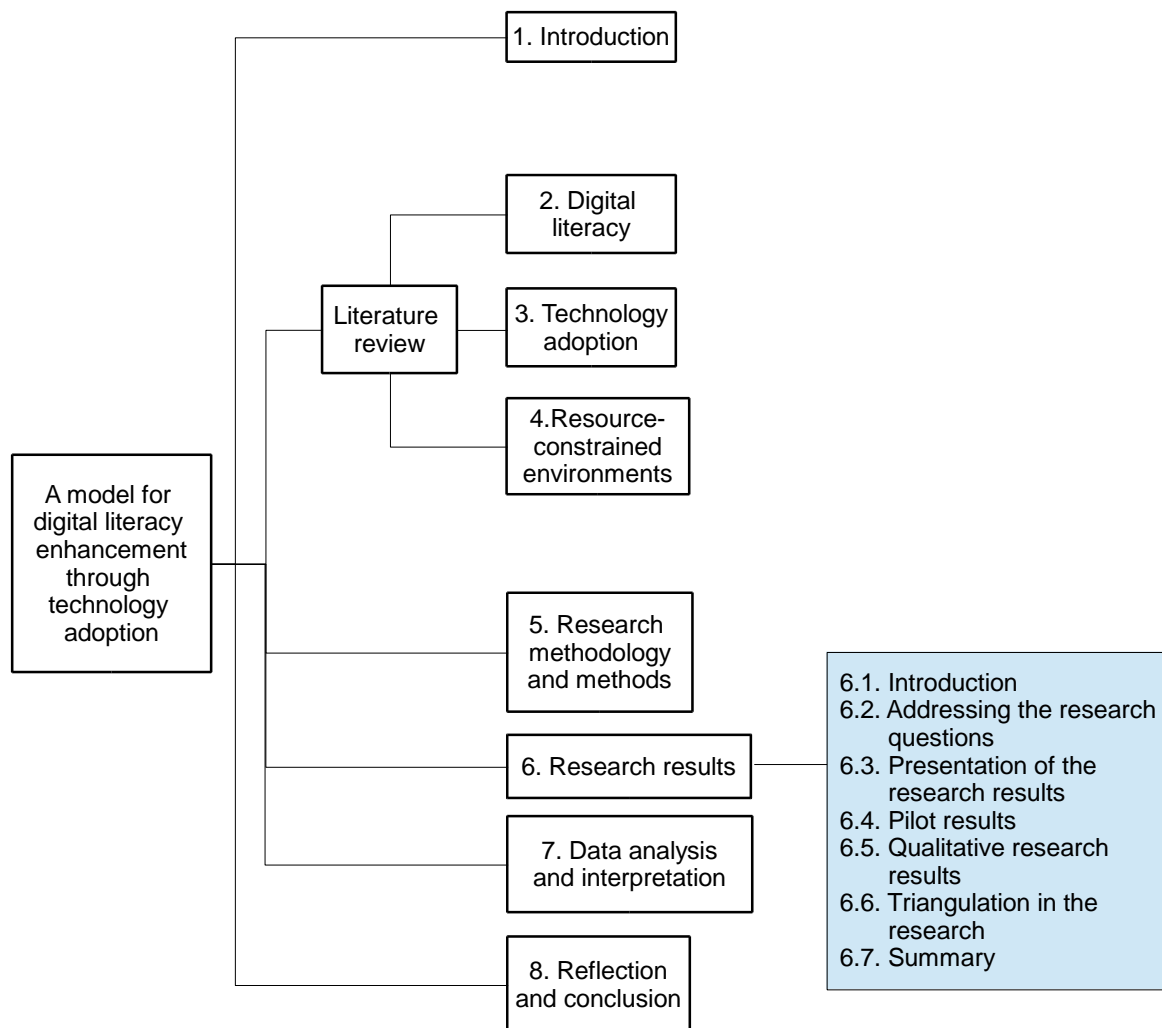 1. Introduction
2. Digital
literacy
Literature
review
3. Technology
adoption
4.Resource-
constrained
environments
A model for
digital literacy
enhancement
through
technology
adoption
5. Research
methodology
and methods
6. Research results
6.1. Introduction
6.2. Addressing the research
questions
6.3. Presentation of the
research results
6.4. Pilot results
6.5. Qualitative research
results
6.6. Triangulation in the
research
6.7. Summary
7. Data analysis
and interpretation
8. Reflection
and conclusion